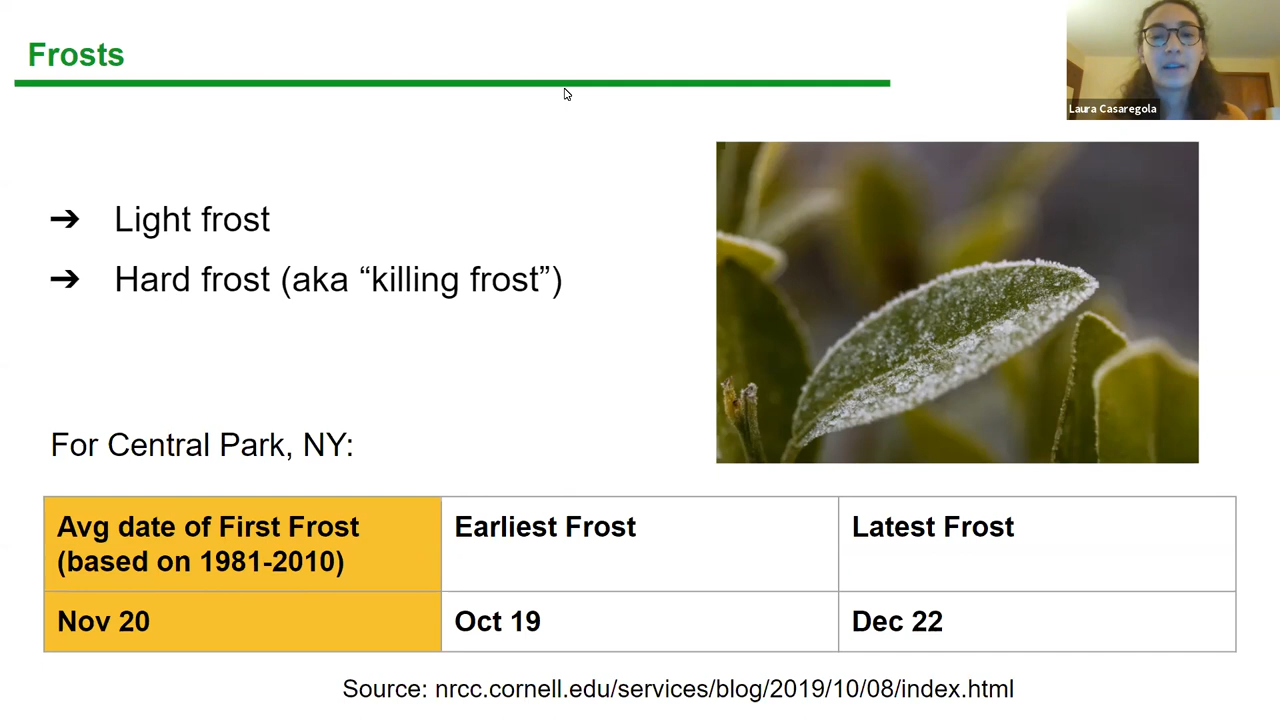 Frosts
Laura Casaregola
➔ Light frost
➔ Hard frost (aka “killing frost”)
For Central Park, NY:
Avg date of First Frost
(based on 1981-2010)
Earliest Frost
Latest Frost
Nov 20
Oct 19
Dec 22
Source: nrcc.cornell.edu/services/blog/2019/10/08/index.html